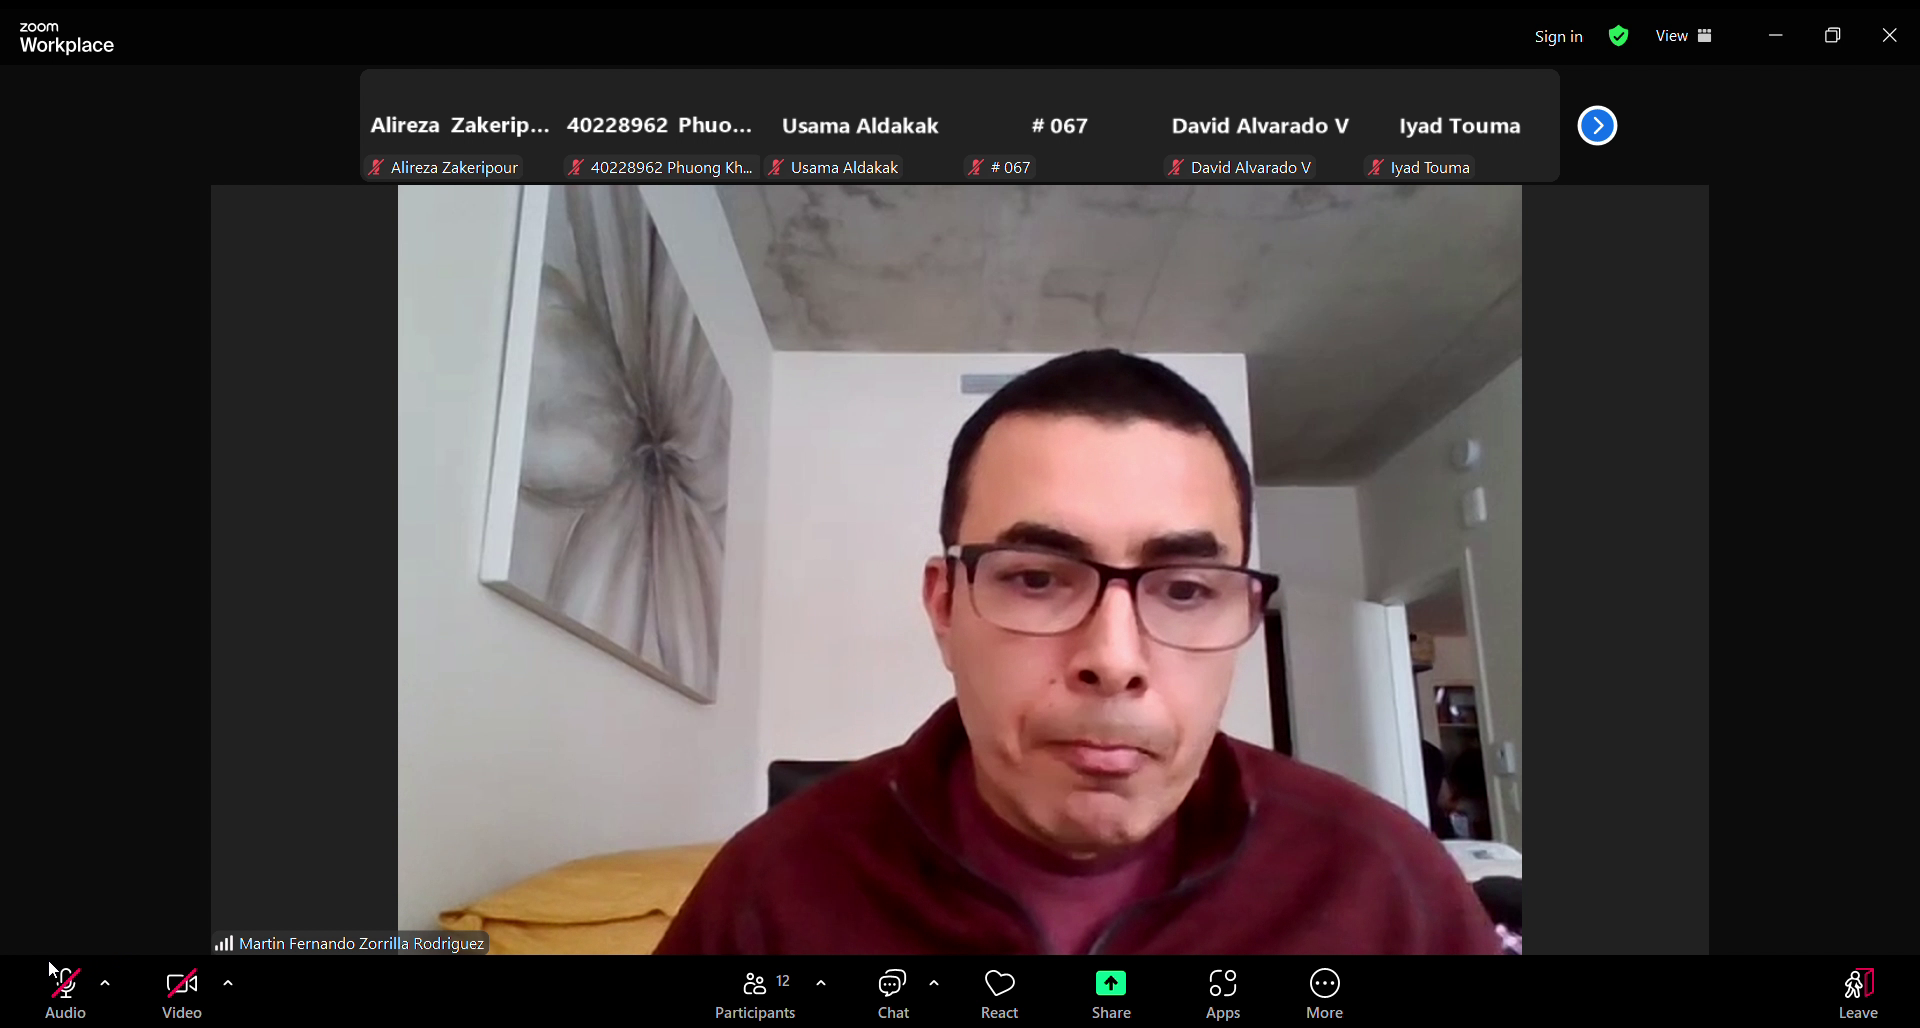 zoom
Workplace
Sign in
View
Alireza Zakerip...
40228962 Phuo...
Usama Aldakak
# 067
David Alvarado V
Iyad Touma
Alireza Zakeripour
40228962 Phuong Kh...
Usama Aldakak
# 067
David Alvarado V
Iyad Touma
Martin Fernando Zorrilla Rodriguez
Audio
Video
12
Participants
Chat
React
Share
Apps
More
Leave